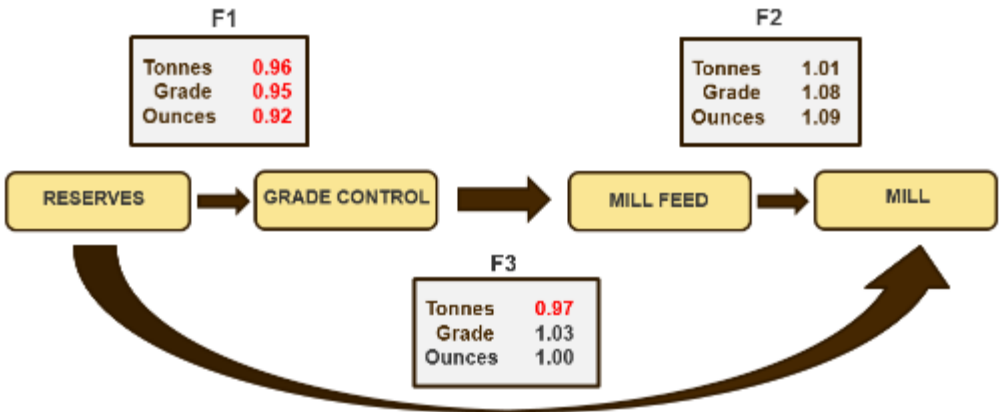 F1
Tonnes 0.96
Grade 0.95
Ounces 0.92
F2
Tonnes 1.01
Grade 1.08
Ounces 1.09
RESERVES
GRADE CONTROL
MILL FEED
MILL
F3
Tonnes 0.97
Grade 1.03
Ounces 1.00